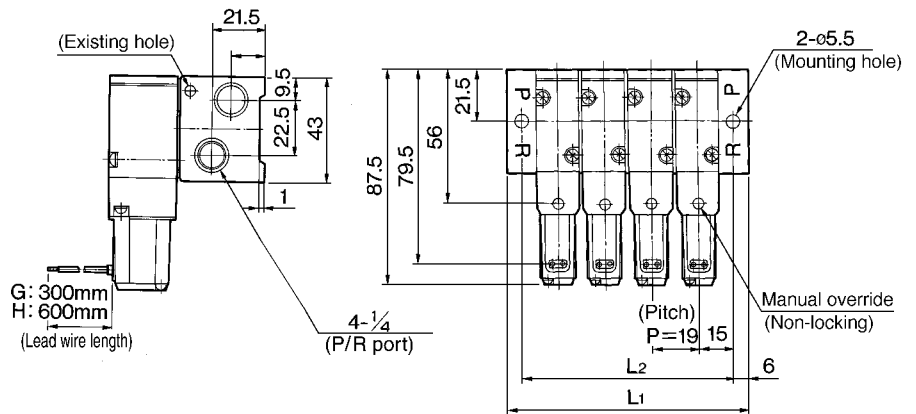 21.5
(Existing hole)
9.5
22.5
43
1
G: 300mm
H: 600mm
(Lead wire length)
4-1/4
(P/R port)
2-ø5.5
(Mounting hole)
21.5
56
79.5
87.5
P
R
P
R
Manual override
(Non-locking)
(Pitch)
P=19
15
6
L2
L1